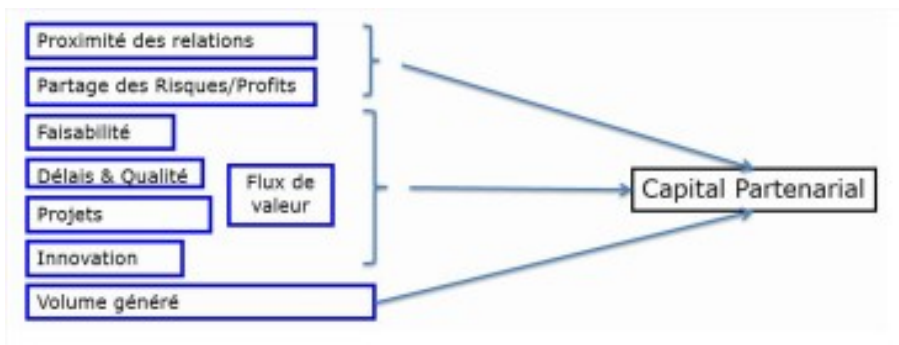 Proximité des relations
Partage des Risques/Profits
Faisabilité
Délais & Qualité
Projets
Innovation
Volume généré
Flux de
valeur
Capital Partenarial